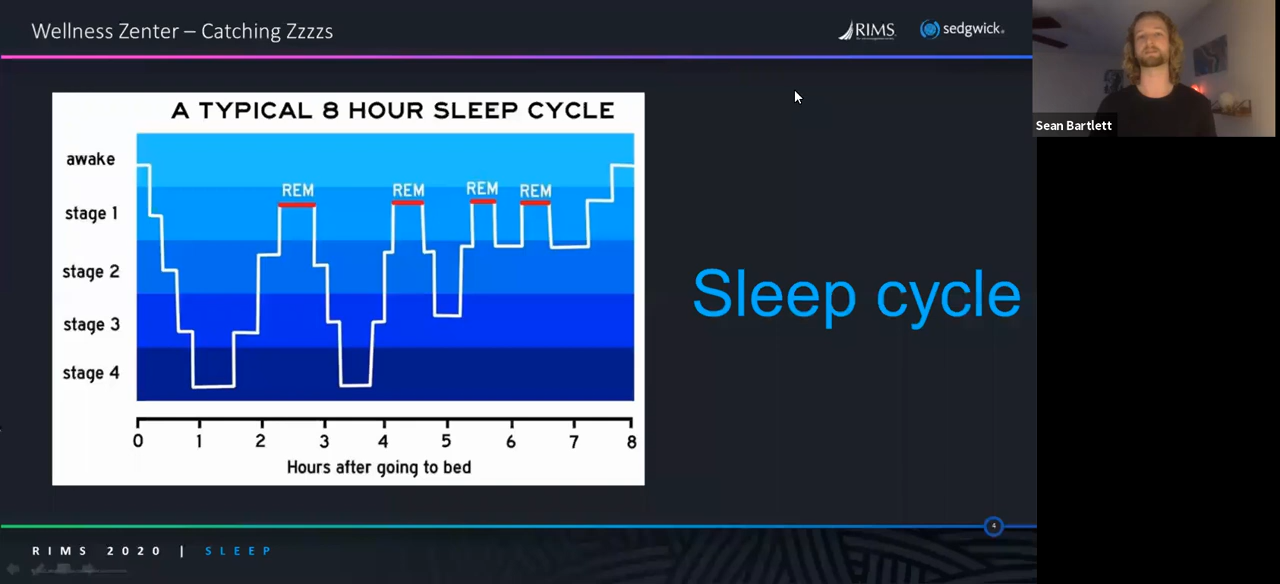 Wellness Zenter – Catching Zzzzs
RIMS
sedgwick.
Sean Bartlett
A TYPICAL 8 HOUR SLEEP CYCLE
awake
stage 1
stage 2
stage 3
stage 4
REM REM REM REM
0 1 2 3 4 5 6 7 8
Hours after going to bed
Sleep cycle
4
RIMS 2020 | SLEEP